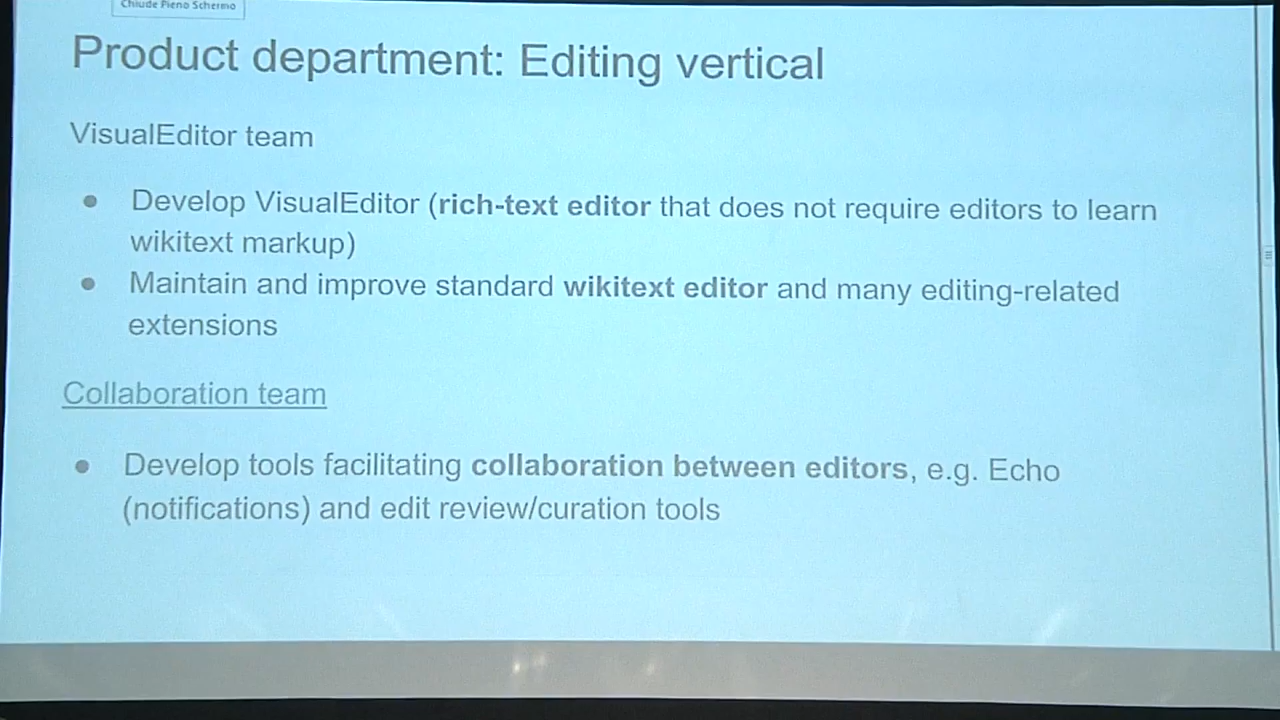 Chiude Pieno Schermo
Product department: Editing vertical
VisualEditor team
● Develop VisualEditor (rich-text editor that does not require editors to learn
wikitext markup)
● Maintain and improve standard wikitext editor and many editing-related
extensions
Collaboration team
● Develop tools facilitating collaboration between editors, e.g. Echo
(notifications) and edit review/curation tools